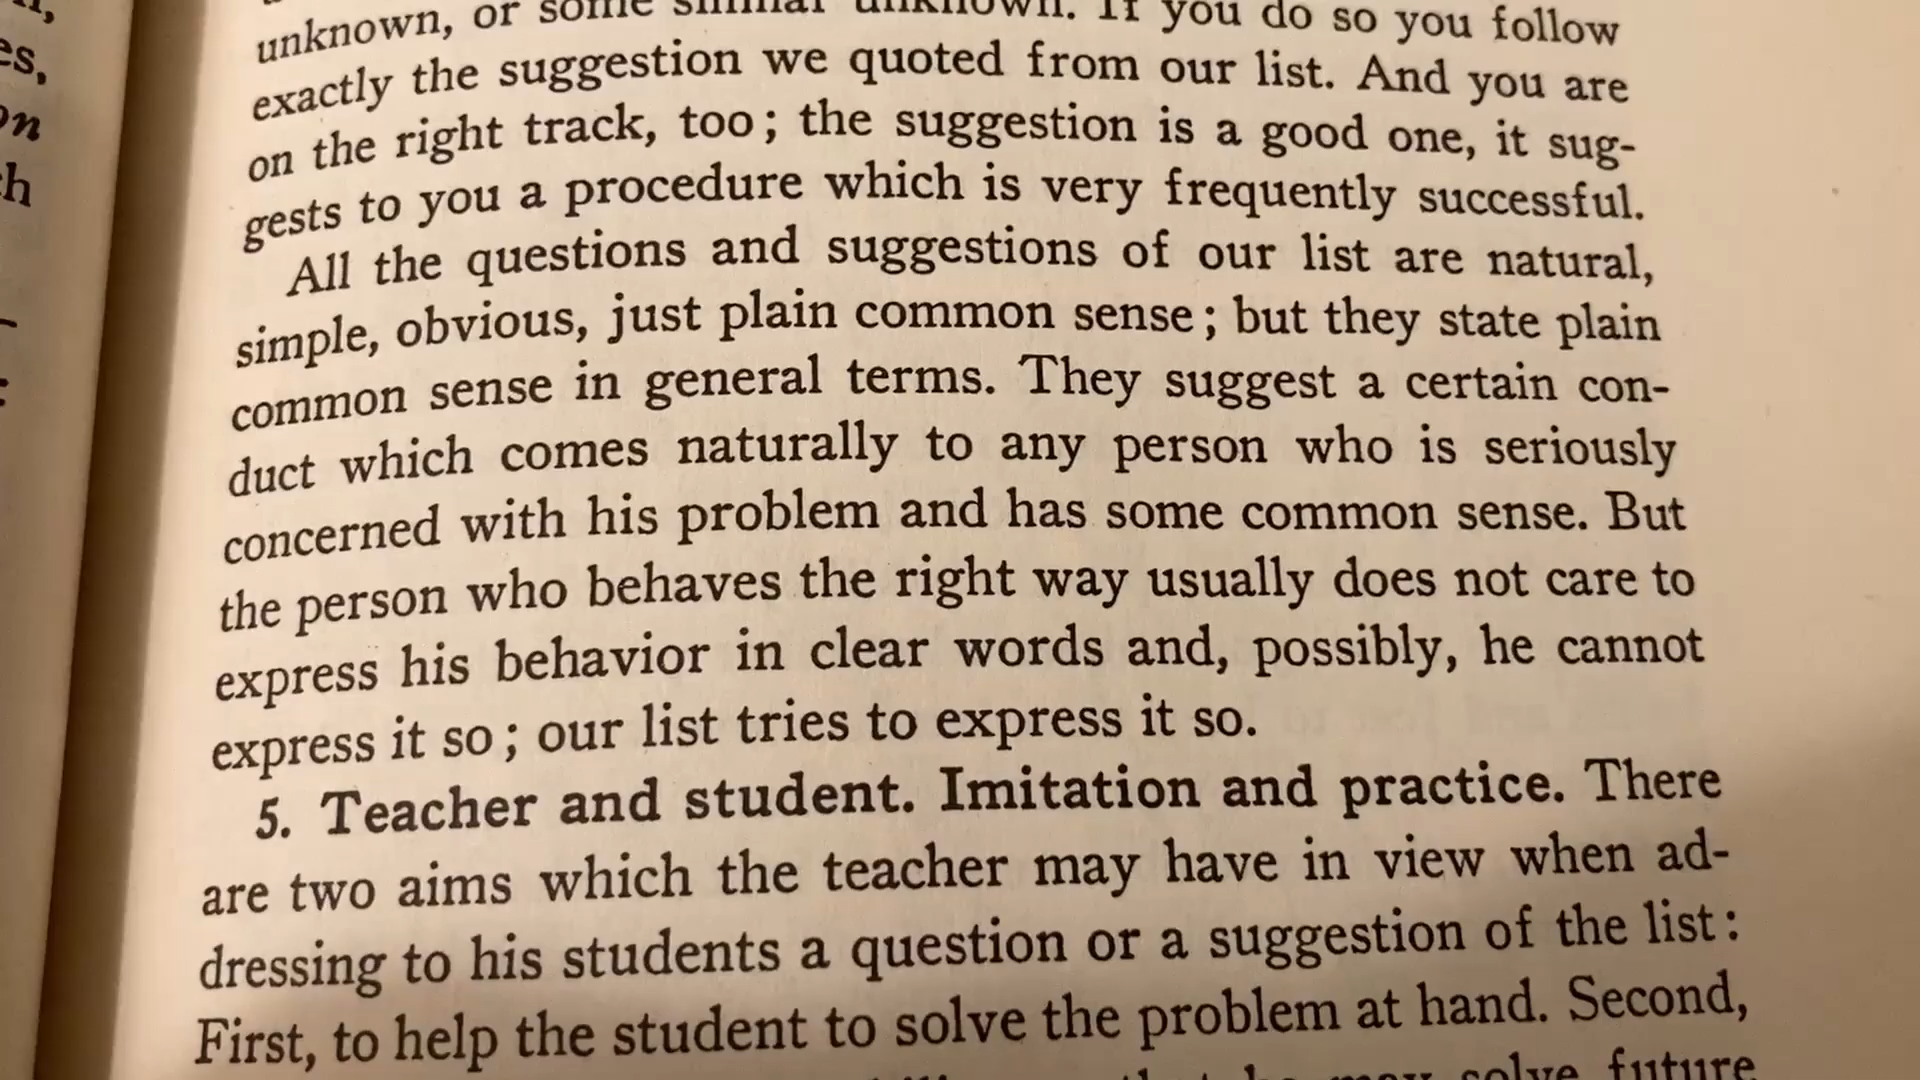 unknown, or some similar unknown. If you do so you follow
exactly the suggestion we quoted from our list. And you are
on the right track, too; the suggestion is a good one, it sug-
gests to you a procedure which is very frequently successful.
All the questions and suggestions of our list are natural,
simple, obvious, just plain common sense; but they state plain
common sense in general terms. They suggest a certain con-
duct which comes naturally to any person who is seriously
concerned with his problem and has some common sense. But
the person who behaves the right way usually does not care to
express his behavior in clear words and, possibly, he cannot
express it so; our list tries to express it so.
5. Teacher and student. Imitation and practice. There
are two aims which the teacher may have in view when ad-
dressing to his students a question or a suggestion of the list:
First, to help the student to solve the problem at hand. Second,
that he may solve future